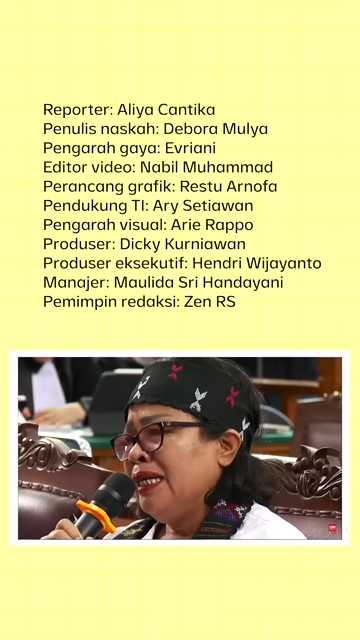 Reporter: Aliya Cantika
Penulis naskah: Debora Mulya
Pengarah gaya: Evriani
Editor video: Nabil Muhammad
Perancang grafik: Restu Arnofa
Pendukung TI: Ary Setiawan
Pengarah visual: Arie Rappo
Produser: Dicky Kurniawan
Produser eksekutif: Hendri Wijayanto
Manajer: Maulida Sri Handayani
Pemimpin redaksi: Zen RS